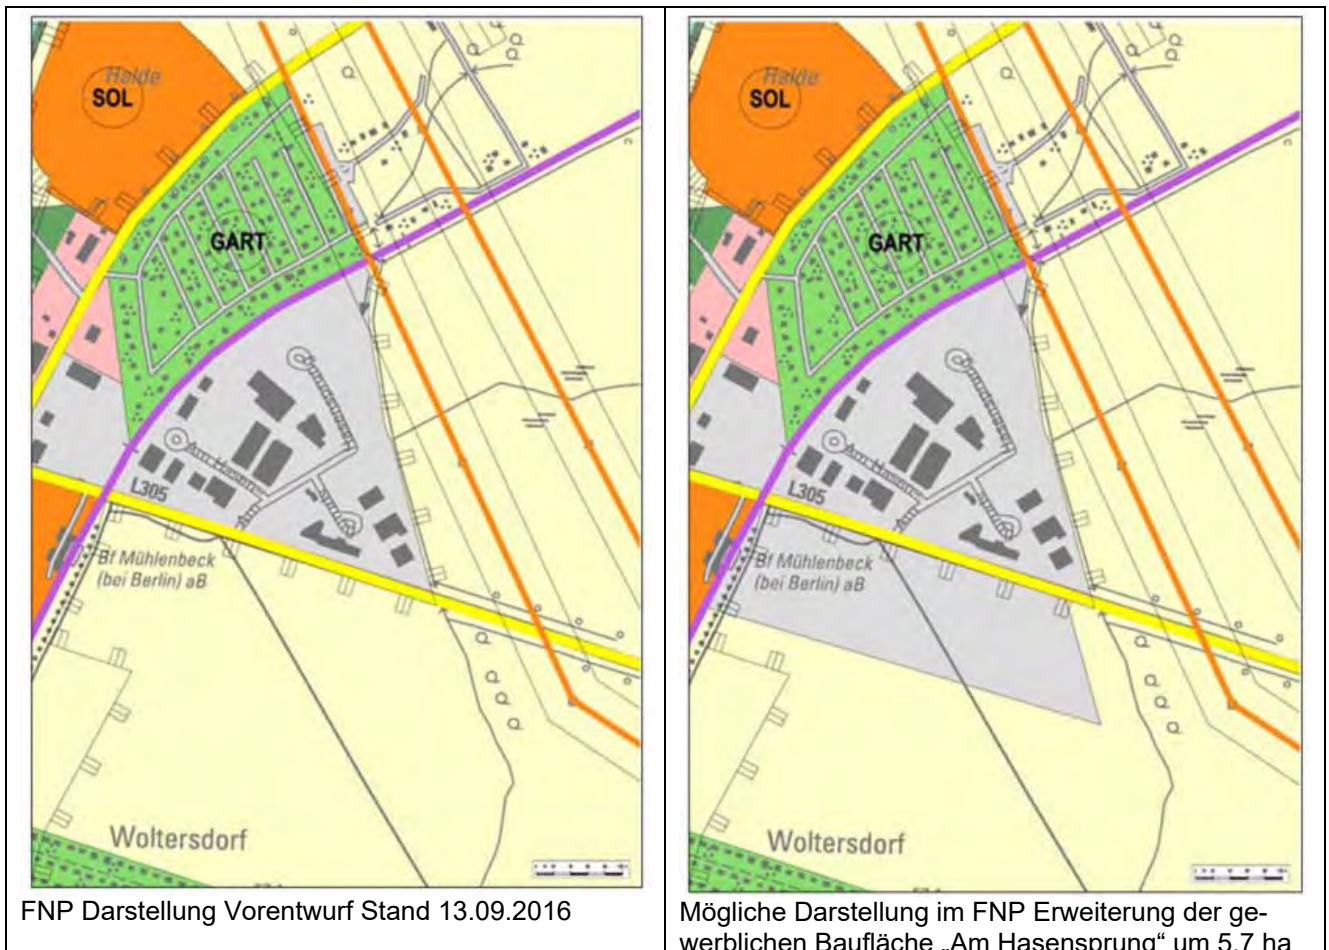 Halde
SOL
GART
Am Hasensprung
L305
Bf Mühlenbeck
(bei Berlin) aB
Woltersdorf
FNP Darstellung Vorentwurf Stand 13.09.2016
Halde
SOL
GART
L305
Bf Mühlenbeck
(bei Berlin) aB
Woltersdorf
Mögliche Darstellung im FNP Erweiterung der ge-
werblichen Baufläche „Am Hasensprung“ um 5,7 ha